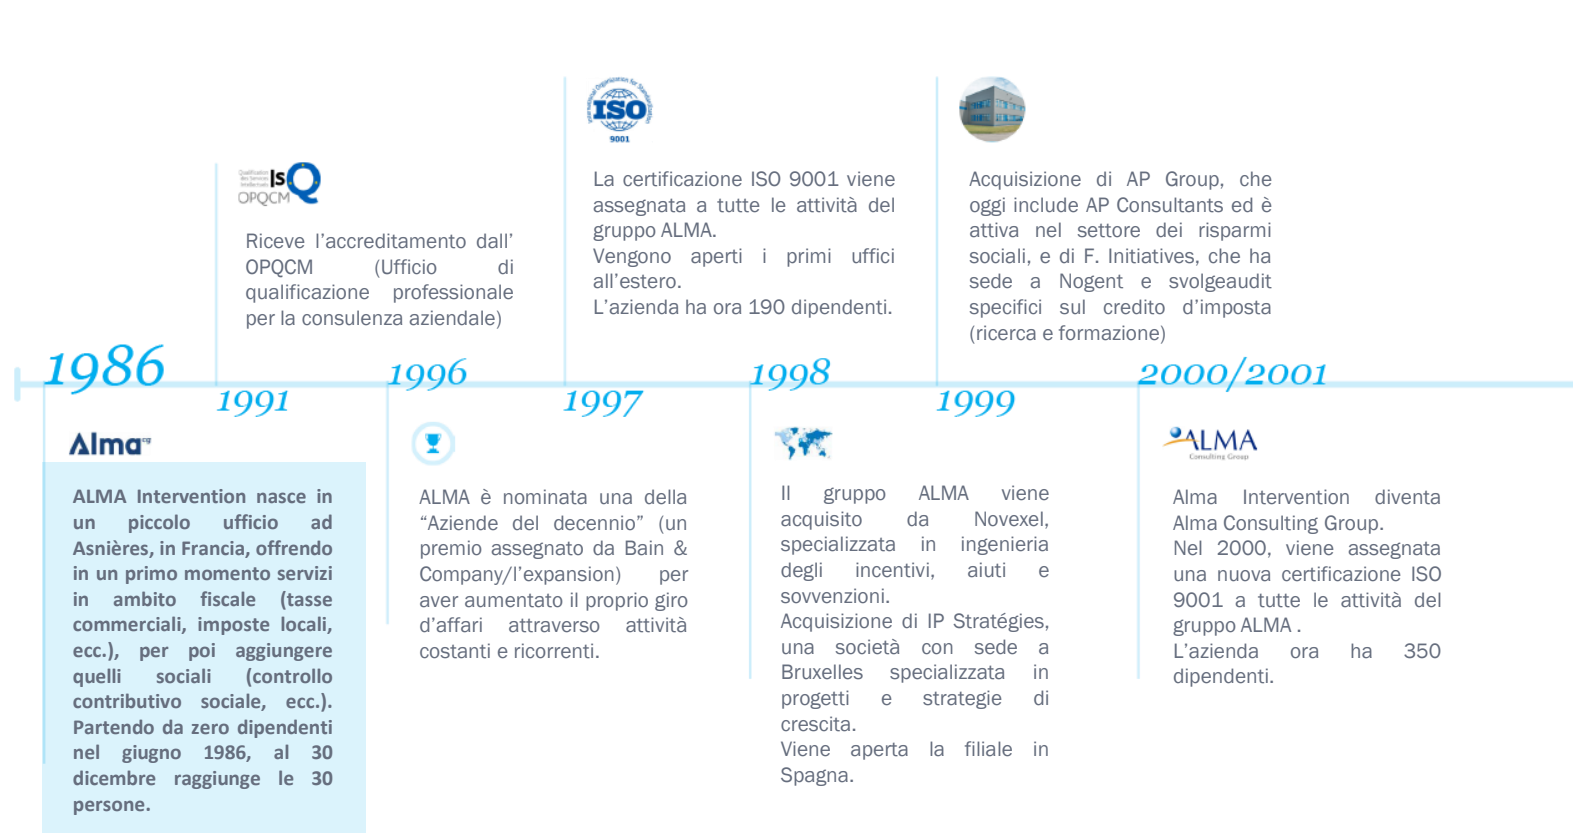 Qualification
des Services
Intellectuels
IsQ
OPQCM
Riceve l’accreditamento dall’
OPQCM (Ufficio di
qualificazione professionale
per la consulenza aziendale)
International Organization for Standardization
ISO
9001
La certificazione ISO 9001 viene
assegnata a tutte le attività del
gruppo ALMA.
Vengono aperti i primi uffici
all’estero.
L’azienda ha ora 190 dipendenti.
Acquisizione di AP Group, che
oggi include AP Consultants ed è
attiva nel settore dei risparmi
sociali, e di F. Initiatives, che ha
sede a Nogent e svolgeaudit
specifici sul credito d’imposta
(ricerca e formazione)
1986
1991
1996
1997
1998
1999
2000/2001
Alma cg
ALMA Intervention nasce in
un piccolo ufficio ad
Asnières, in Francia, offrendo
in un primo momento servizi
in ambito fiscale (tasse
commerciali, imposte locali,
ecc.), per poi aggiungere
quelli sociali (controllo
contributivo sociale, ecc.).
Partendo da zero dipendenti
nel giugno 1986, al 30
dicembre raggiunge le 30
persone.
ALMA è nominata una della
“Aziende del decennio” (un
premio assegnato da Bain &
Company/l’expansion) per
aver aumentato il proprio giro
d’affari attraverso attività
costanti e ricorrenti.
Il gruppo ALMA viene
acquisito da Novexel,
specializzata in ingenieria
degli incentivi, aiuti e
sovvenzioni.
Acquisizione di IP Stratégies,
una società con sede a
Bruxelles specializzata in
progetti e strategie di
crescita.
Viene aperta la filiale in
Spagna.
ALMA
Consulting Group
Alma Intervention diventa
Alma Consulting Group.
Nel 2000, viene assegnata
una nuova certificazione ISO
9001 a tutte le attività del
gruppo ALMA .
L’azienda ora ha 350
dipendenti.